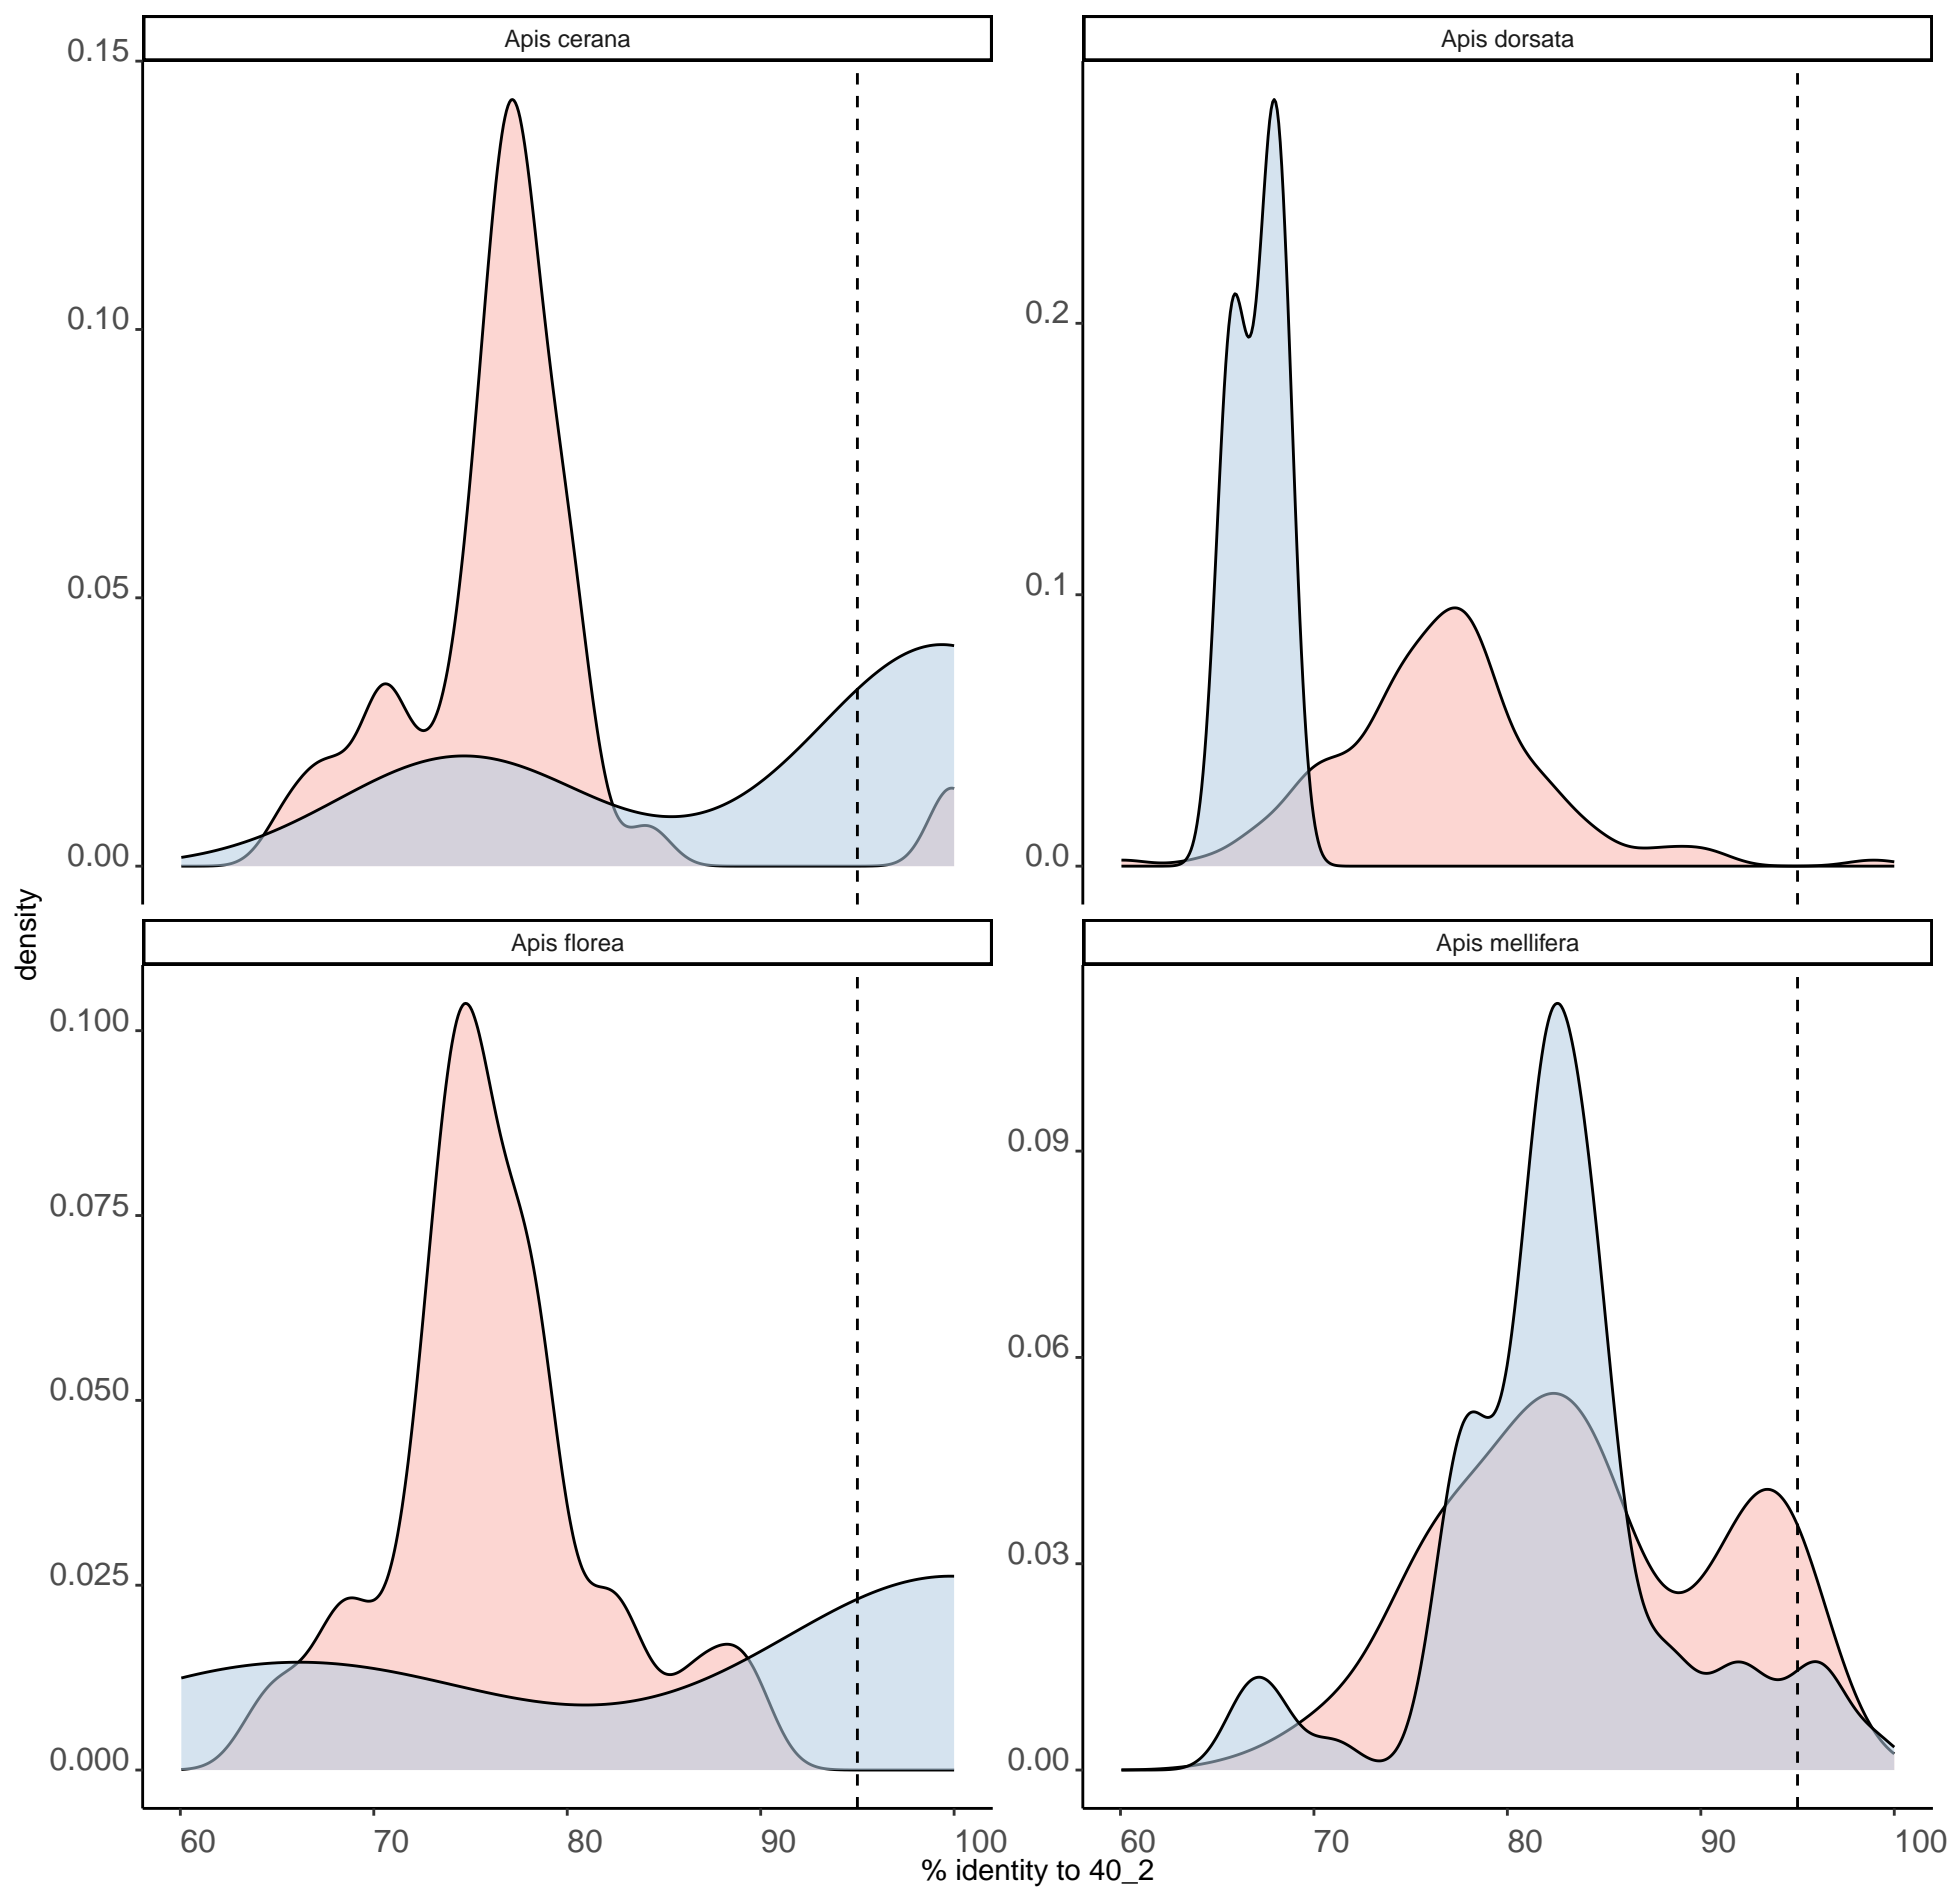 Apis cerana
Apis dorsata
0.15
0.10
0.05
0.00
0.2
0.1
0.0
density
Apis florea
Apis mellifera
0.100
0.075
0.050
0.025
0.000
0.09
0.06
0.03
0.00
60 70 80 90 100
60 70 80 90 100
% identity to 40_2